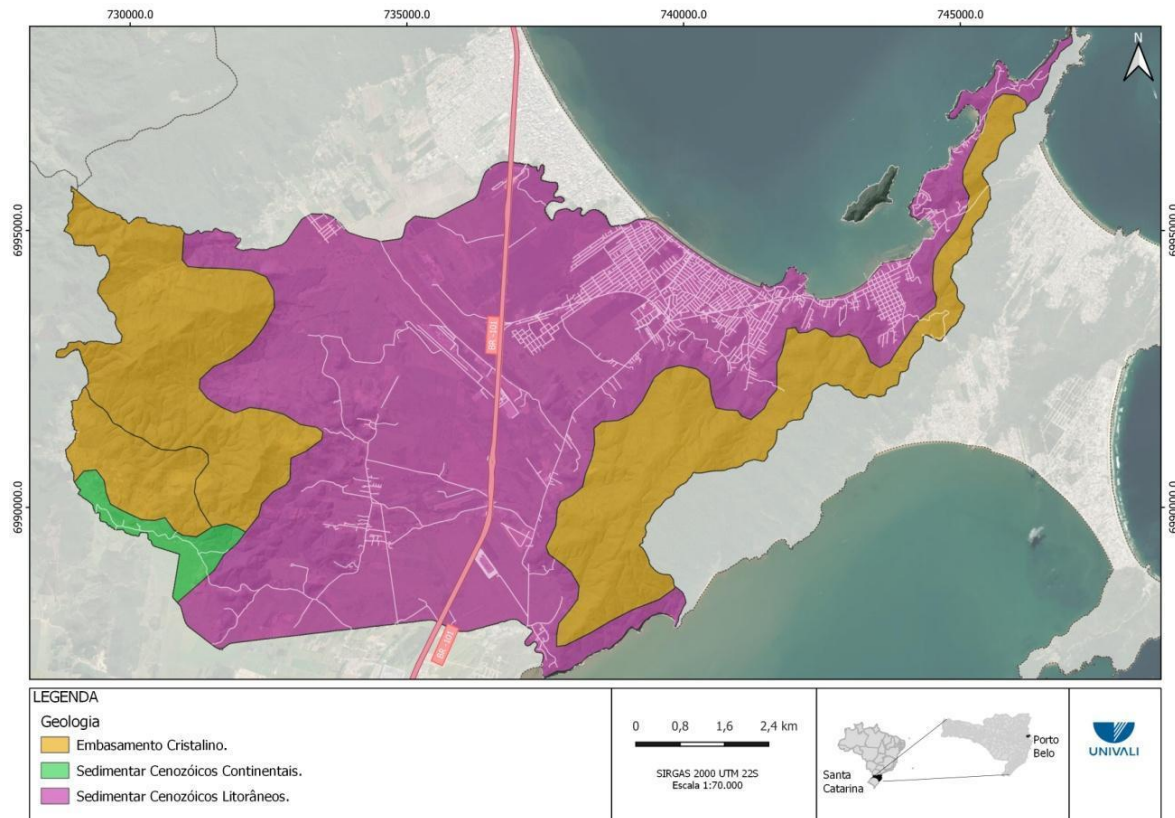 730000.0 735000.0 740000.0 745000.0
N
6995000.0 6995000.0
BR-101
6990000.0 6990000.0
BR-101
LEGENDA
Geologia
Embasamento Cristalino.
Sedimentar Cenozóicos Continentais.
Sedimentar Cenozóicos Litorâneos.
0 0,8 1,6 2,4 km
SIRGAS 2000 UTM 22S
Escala 1:70.000
Porto
Belo
Santa
Catarina
UNIVALI